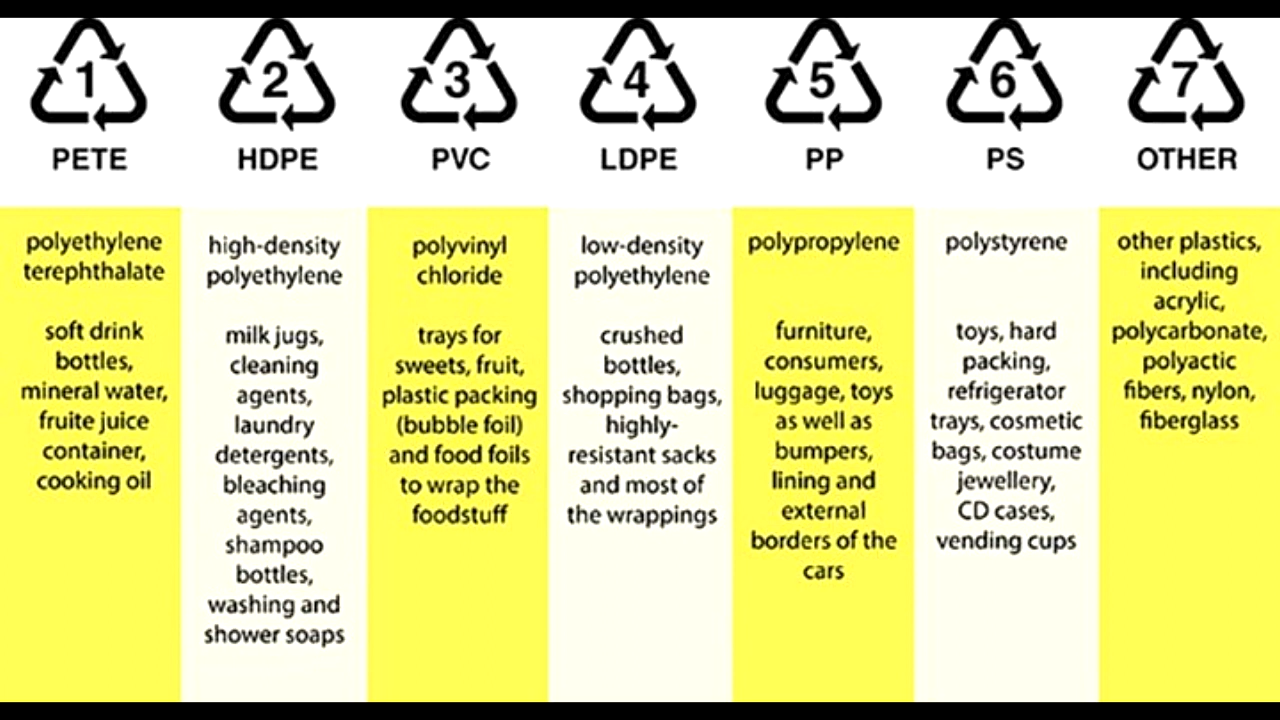 1
PETE
polyethylene
terephthalate
soft drink
bottles,
mineral water,
fruite juice
container,
cooking oil
2
HDPE
high-density
polyethylene
milk jugs,
cleaning
agents,
laundry
detergents,
bleaching
agents,
shampoo
bottles,
washing and
shower soaps
3
PVC
polyvinyl
chloride
trays for
sweets, fruit,
plastic packing
(bubble foil)
and food foils
to wrap the
foodstuff
4
LDPE
low-density
polyethylene
crushed
bottles,
shopping bags,
highly-
resistant sacks
and most of
the wrappings
5
PP
polypropylene
furniture,
consumers,
luggage, toys
as well as
bumpers,
lining and
external
borders of the
cars
6
PS
polystyrene
toys, hard
packing,
refrigerator
trays, cosmetic
bags, costume
jewellery,
CD cases,
vending cups
7
OTHER
other plastics,
including
acrylic,
polycarbonate,
polyactic
fibers, nylon,
fiberglass